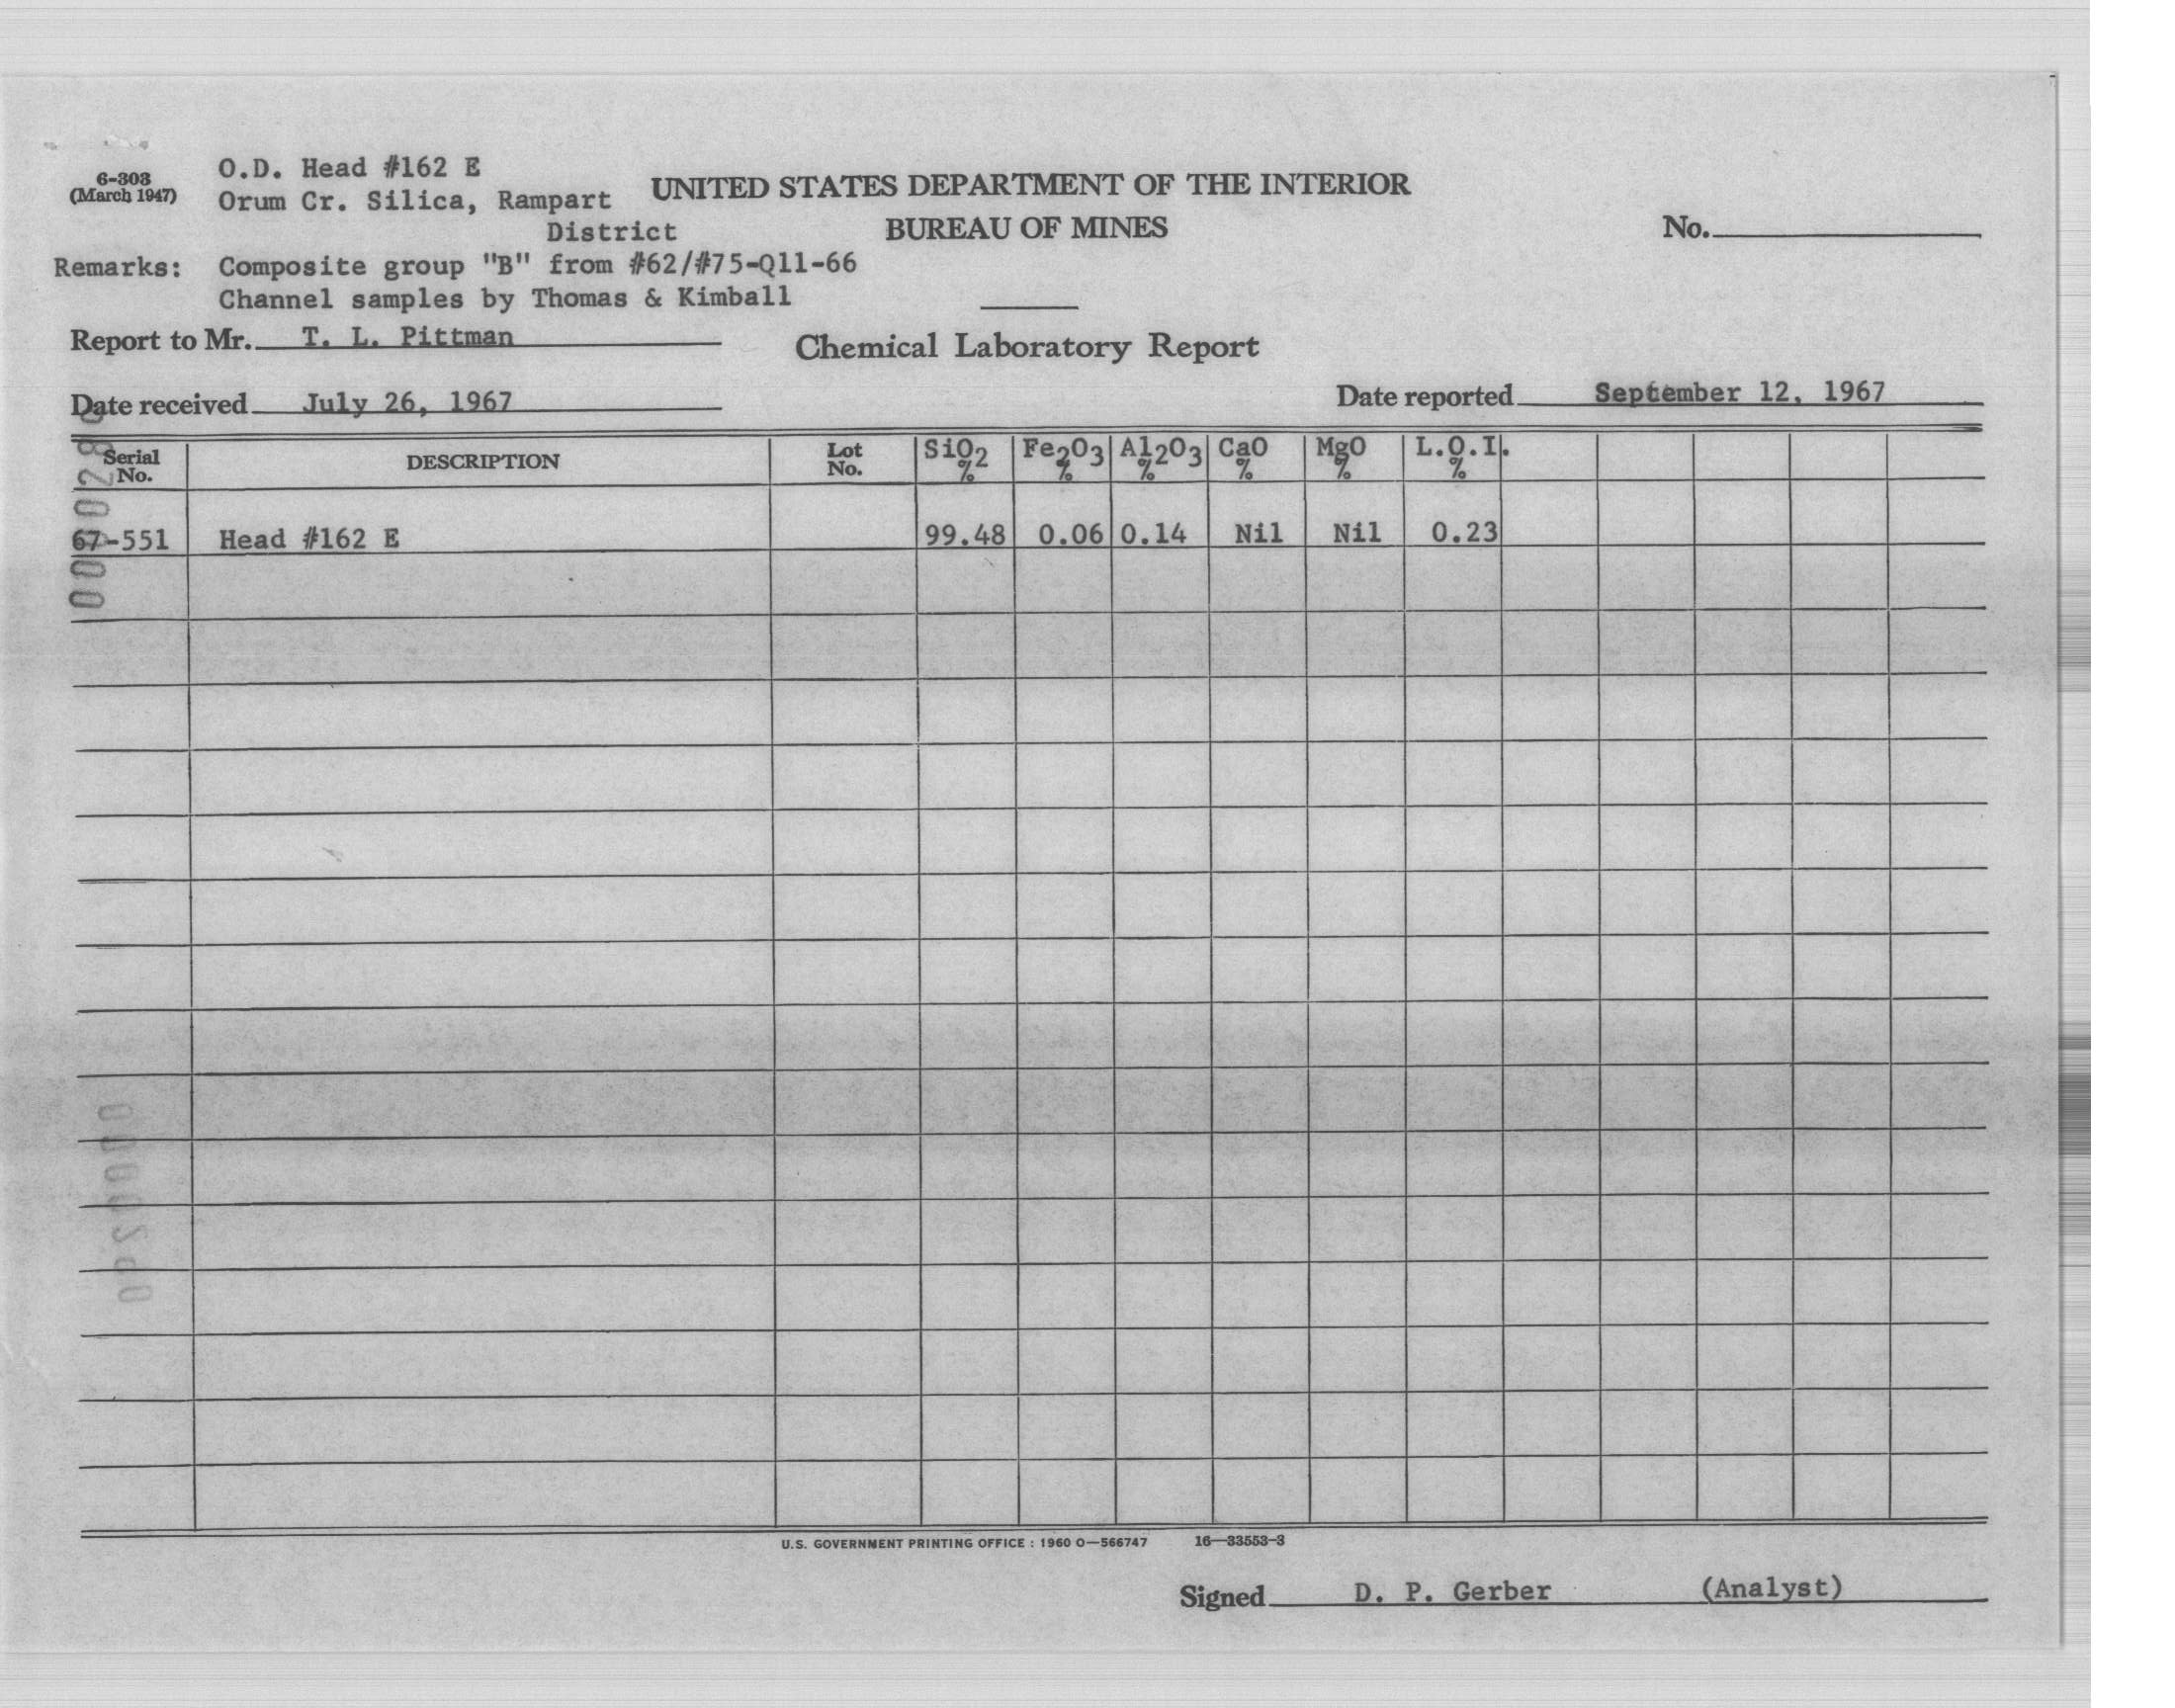 6-303
(March 1947)
O.D. Head #162 E
Orum Cr. Silica, Rampart
District
UNITED STATES DEPARTMENT OF THE INTERIOR
BUREAU OF MINES
No.
Remarks: Composite group "B" from #62/#75-Q11-66
Channel samples by Thomas & Kimball
Report to Mr. T. L. Pittman
Chemical Laboratory Report
Date received July 26, 1967
Date reported September 12, 1967
Serial No. DESCRIPTION Lot No. SiO2 % Fe2O3 % Al2O3 % CaO % MgO % L.O.I. %
67-551 Head #162 E 99.48 0.06 0.14 Nil Nil 0.23
U.S. GOVERNMENT PRINTING OFFICE : 1960 O—566747 16—33553-3
Signed D. P. Gerber (Analyst)